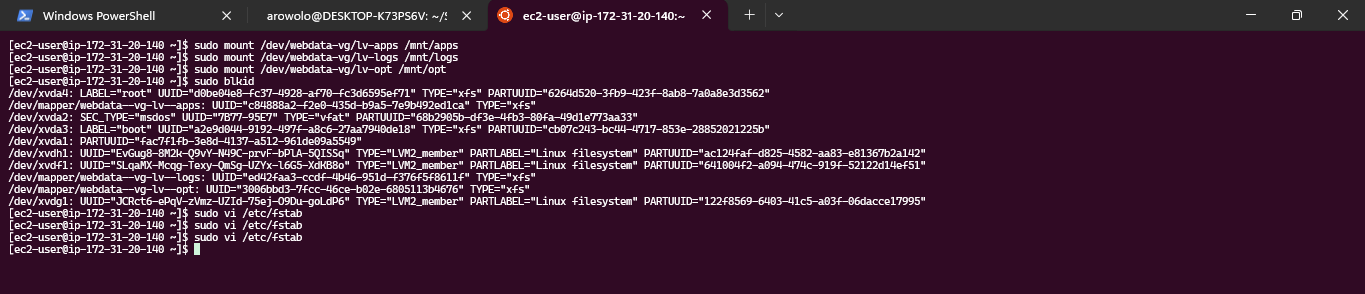 Windows PowerShell
arowolo@DESKTOP-K73PS6V: ~/S
ec2-user@ip-172-31-20-140:~
[ec2-user@ip-172-31-20-140 ~]$ sudo mount /dev/webdata-vg/lv-apps /mnt/apps
[ec2-user@ip-172-31-20-140 ~]$ sudo mount /dev/webdata-vg/lv-logs /mnt/logs
[ec2-user@ip-172-31-20-140 ~]$ sudo mount /dev/webdata-vg/lv-opt /mnt/opt
[ec2-user@ip-172-31-20-140 ~]$ sudo blkid
/dev/xvda4: LABEL="root" UUID="d0be04e8-fc37-4928-af70-fc3d6595ef71" TYPE="xfs" PARTUUID="6264d520-3fb9-423f-8ab8-7a0a8e3d3562"
/dev/mapper/webdata--vg-lv--apps: UUID="c84888a2-f2e0-435d-b9a5-7e9b492ed1ca" TYPE="xfs"
/dev/xvda2: SEC_TYPE="msdos" UUID="7B77-95E7" TYPE="vfat" PARTUUID="68b2905b-df3e-4fb3-80fa-49d1e773aa33"
/dev/xvda3: LABEL="boot" UUID="a2e9d044-9192-497f-a8c6-27aa7940de18" TYPE="xfs" PARTUUID="cb07c243-bc44-4717-853e-28852021225b"
/dev/xvda1: PARTUUID="fac7f1fb-3e8d-4137-a512-961de09a5549"
/dev/xvdh1: UUID="EvGug8-8M2k-Q9vY-N49C-prvF-bPlA-5QISSq" TYPE="LVM2_member" PARTLABEL="Linux filesystem" PARTUUID="ac124faf-d825-4582-aa83-e81367b2a142"
/dev/xvdf1: UUID="SLqaMX-Mcqg-Texy-QmSg-UZYx-l6G5-XdKB8o" TYPE="LVM2_member" PARTLABEL="Linux filesystem" PARTUUID="641004f2-a094-474c-919f-52122d14ef51"
/dev/mapper/webdata--vg-lv--logs: UUID="ed42faa3-ccdf-4b46-951d-f376f5f8611f" TYPE="xfs"
/dev/mapper/webdata--vg-lv--opt: UUID="3006bbd3-7fcc-46ce-b02e-6805113b4676" TYPE="xfs"
/dev/xvdg1: UUID="JCRct6-ePqV-zVmz-UZId-75ej-O9Du-goLdP6" TYPE="LVM2_member" PARTLABEL="Linux filesystem" PARTUUID="122f8569-6403-41c5-a03f-06dacce17995"
[ec2-user@ip-172-31-20-140 ~]$ sudo vi /etc/fstab
[ec2-user@ip-172-31-20-140 ~]$ sudo vi /etc/fstab
[ec2-user@ip-172-31-20-140 ~]$ sudo vi /etc/fstab
[ec2-user@ip-172-31-20-140 ~]$